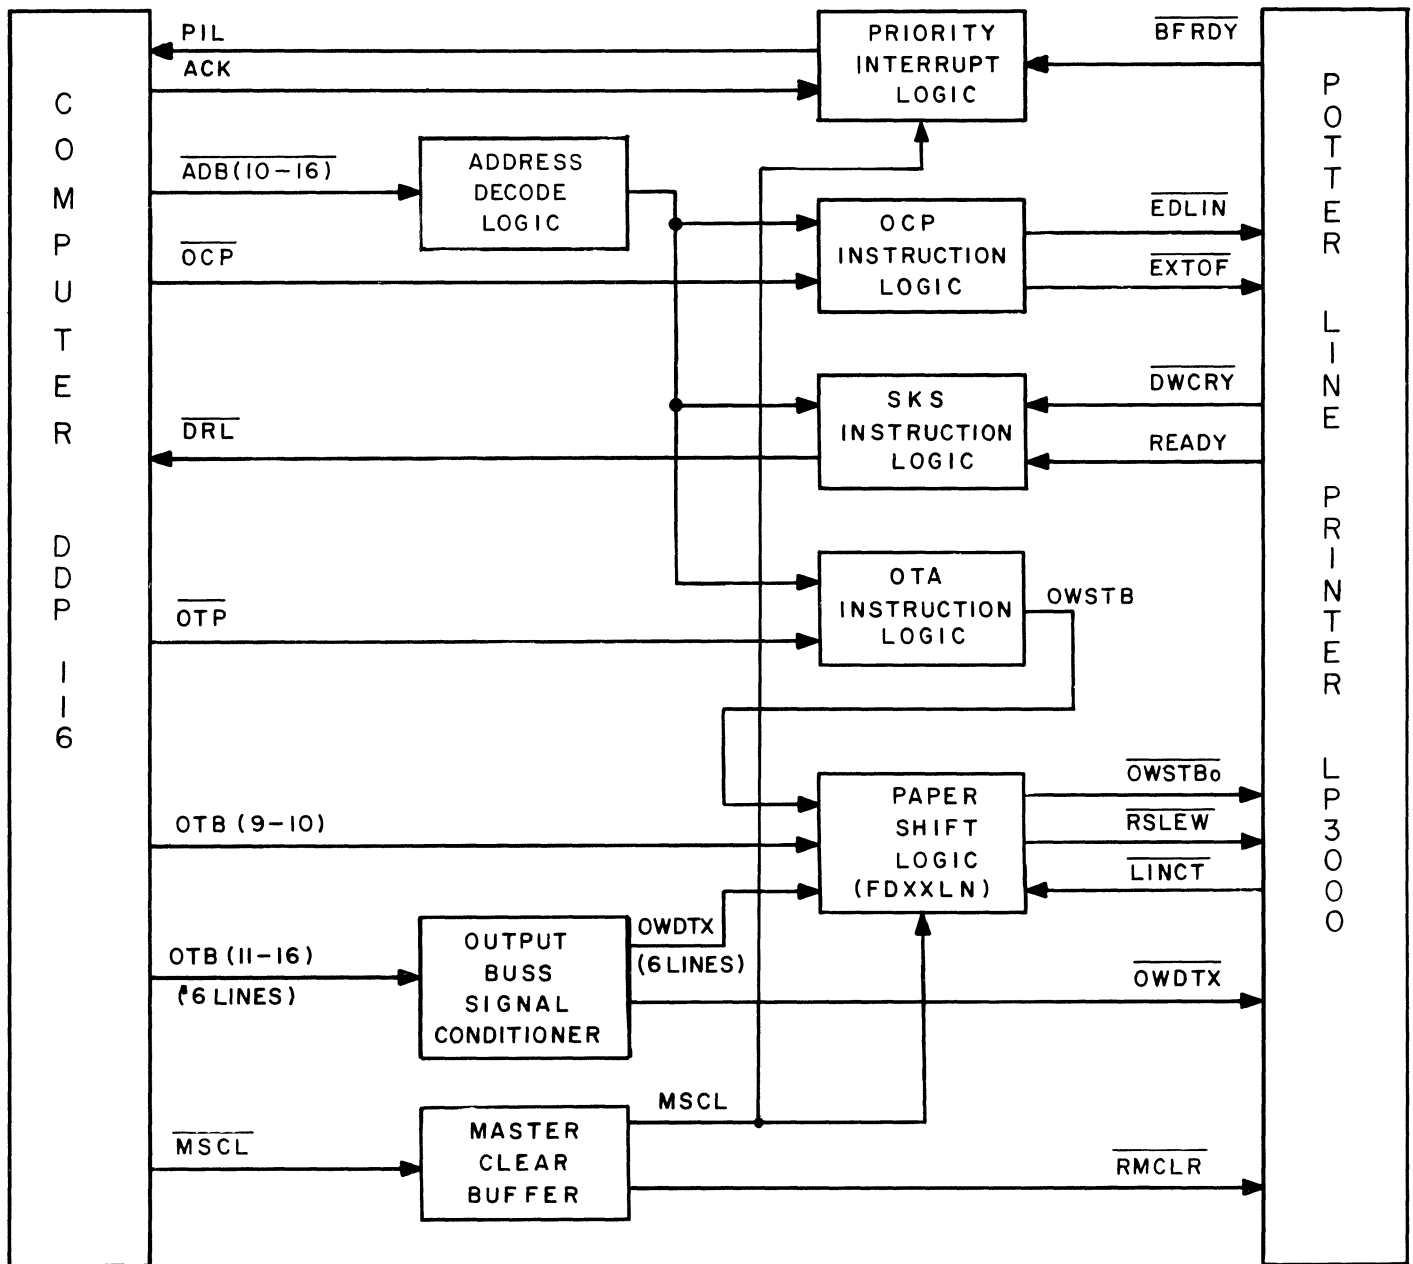 COMPUTER DDP 116
PIL
ACK
ADB (10-16)
OCP
DRL
OTP
OTB (9-10)
OTB (11-16)
(6 LINES)
MSCL
ADDRESS
DECODE
LOGIC
OUTPUT
BUSS
SIGNAL
CONDITIONER
OWDTX
(6 LINES)
MASTER
CLEAR
BUFFER
MSCL
PRIORITY
INTERRUPT
LOGIC
OCP
INSTRUCTION
LOGIC
SKS
INSTRUCTION
LOGIC
OTA
INSTRUCTION
LOGIC
OWSTB
PAPER
SHIFT
LOGIC
(FDXXLN)
BFRDY
EDLIN
EXTOF
DWCRY
READY
OWSTBo
RSLEW
LINCT
OWDTX
RMCLR
POTTER LINE PRINTER LP3000